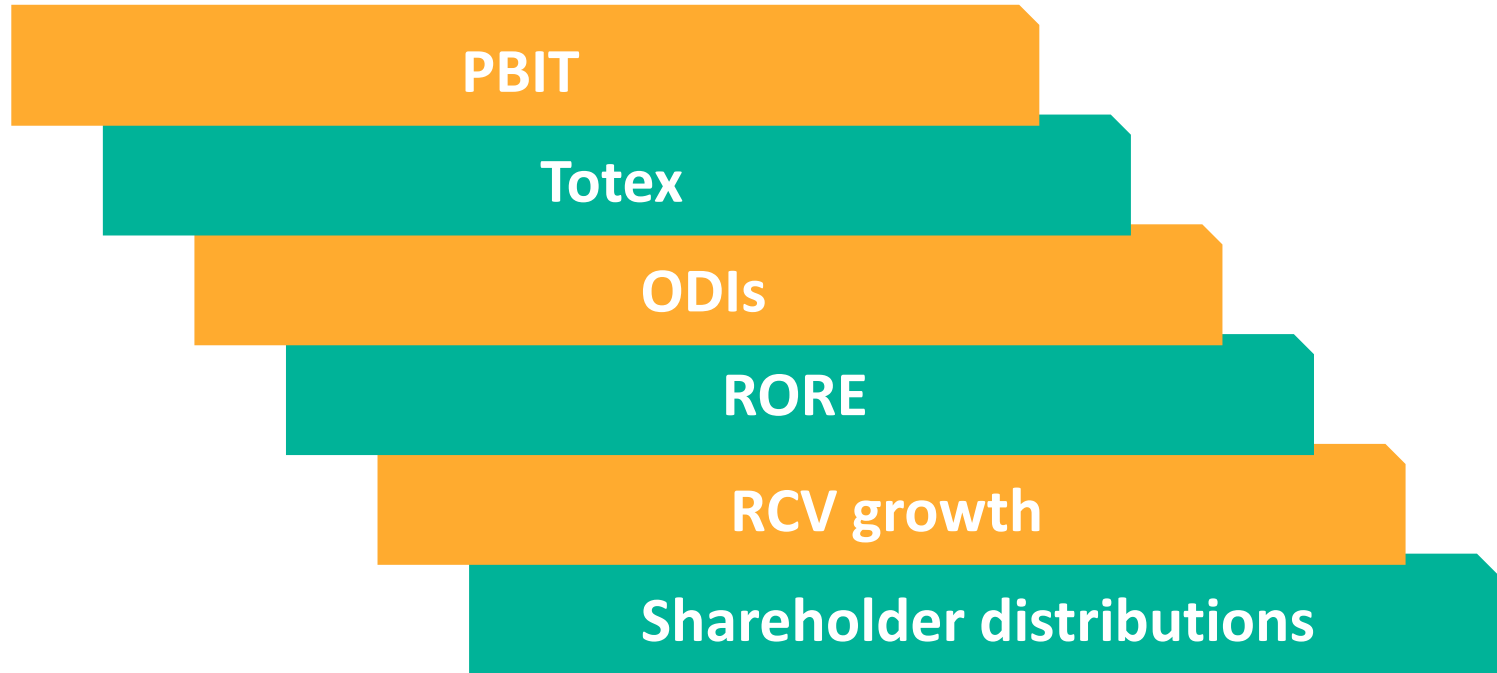 PBIT
Totex
ODIs
RORE
RCV growth
Shareholder distributions